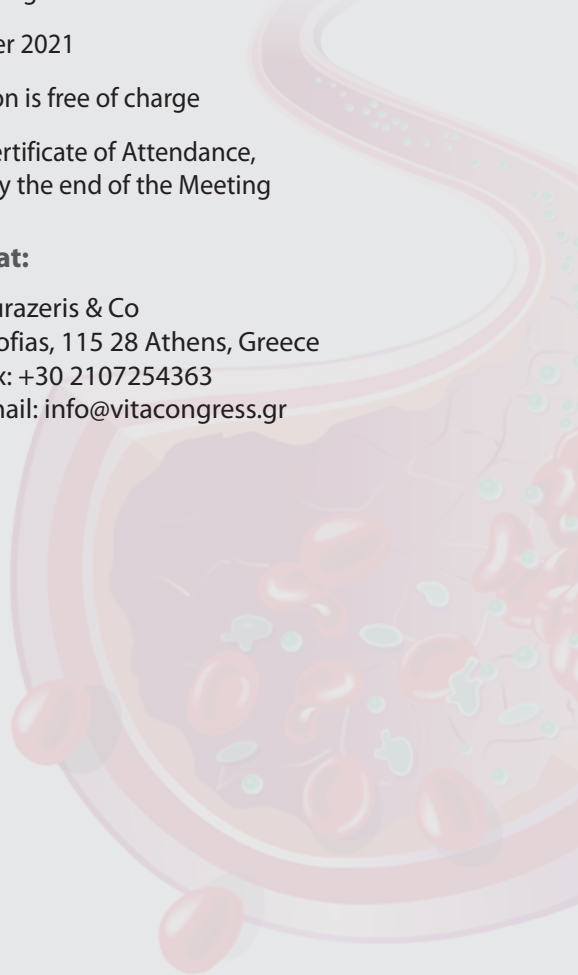 er 2021
on is free of charge
ertificate of Attendance,
y the end of the Meeting
at:
urazeris & Co
ofias, 115 28 Athens, Greece
x: +30 2107254363
nail: info@vitacongress.gr